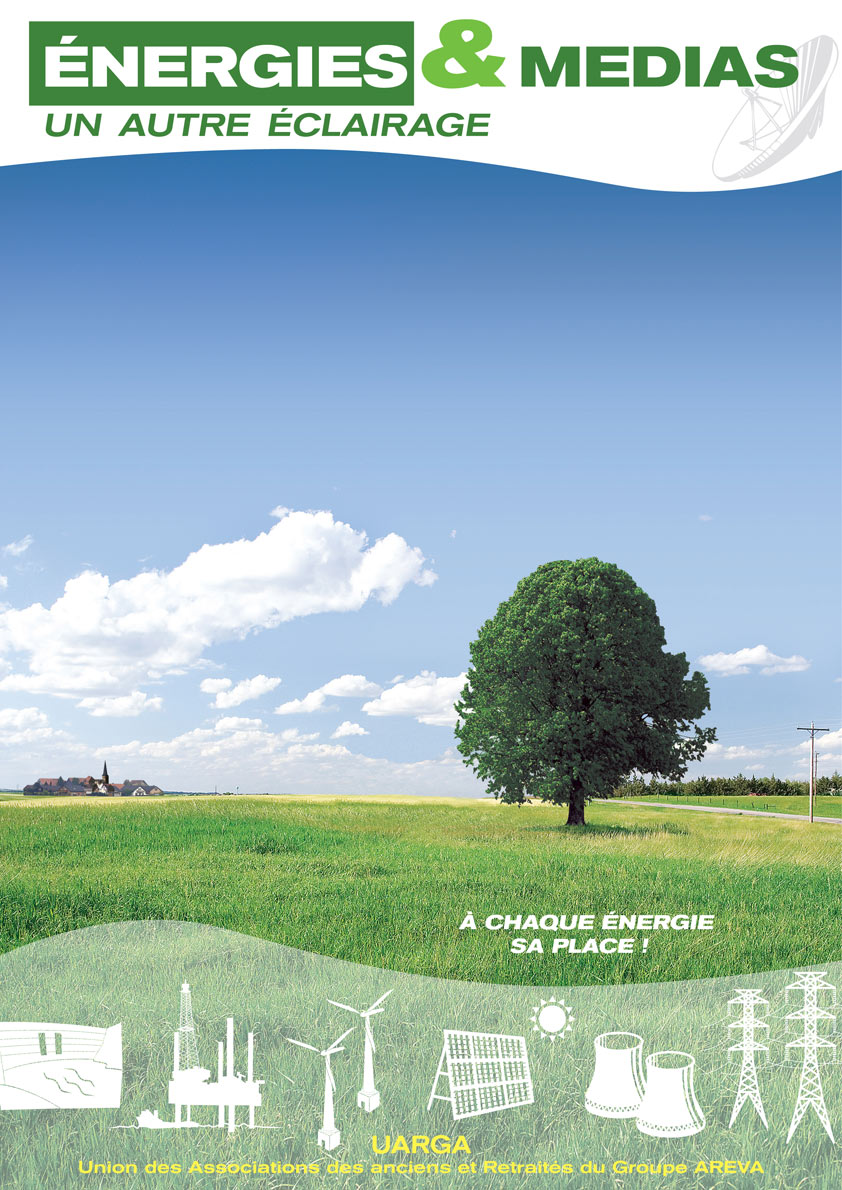 ÉNERGIES & MEDIAS
UN AUTRE ÉCLAIRAGE
À CHAQUE ÉNERGIE
SA PLACE !
UARGA
Union des Associations des anciens et Retraités du Groupe AREVA